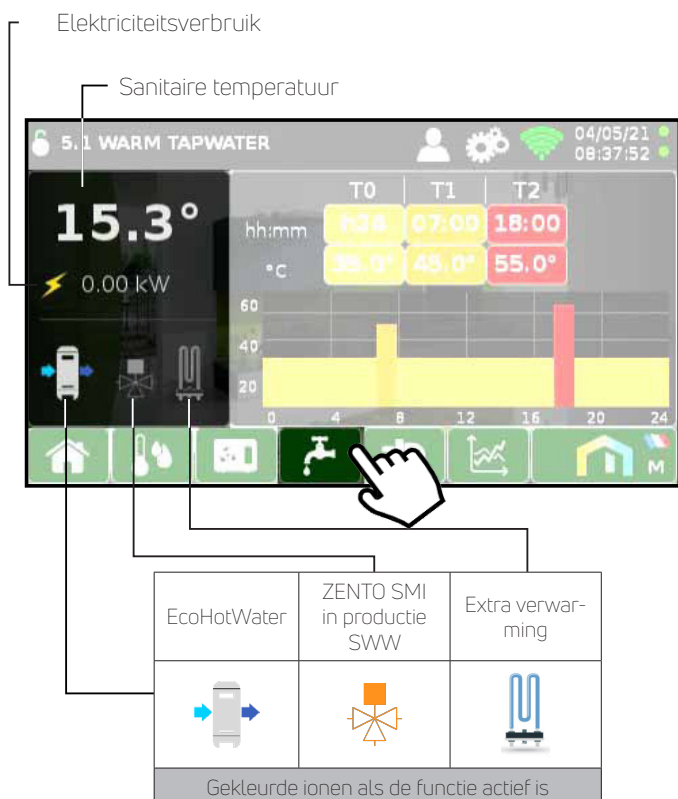 Elektriciteitsverbruik
Sanitaire temperatuur
5.1 WARM TAPWATER
04/05/21
08:37:52
15.3°
0.00 kW
T0 T1 T2
hh:mm h24 07:00 18:00
°C 35.0° 45.0° 55.0°
60
40
20
0 4 8 12 16 20 24
M
EcoHotWater
ZENTO SMI
in productie
SWW
Extra verwar-
ming
Gekleurde ionen als de functie actief is